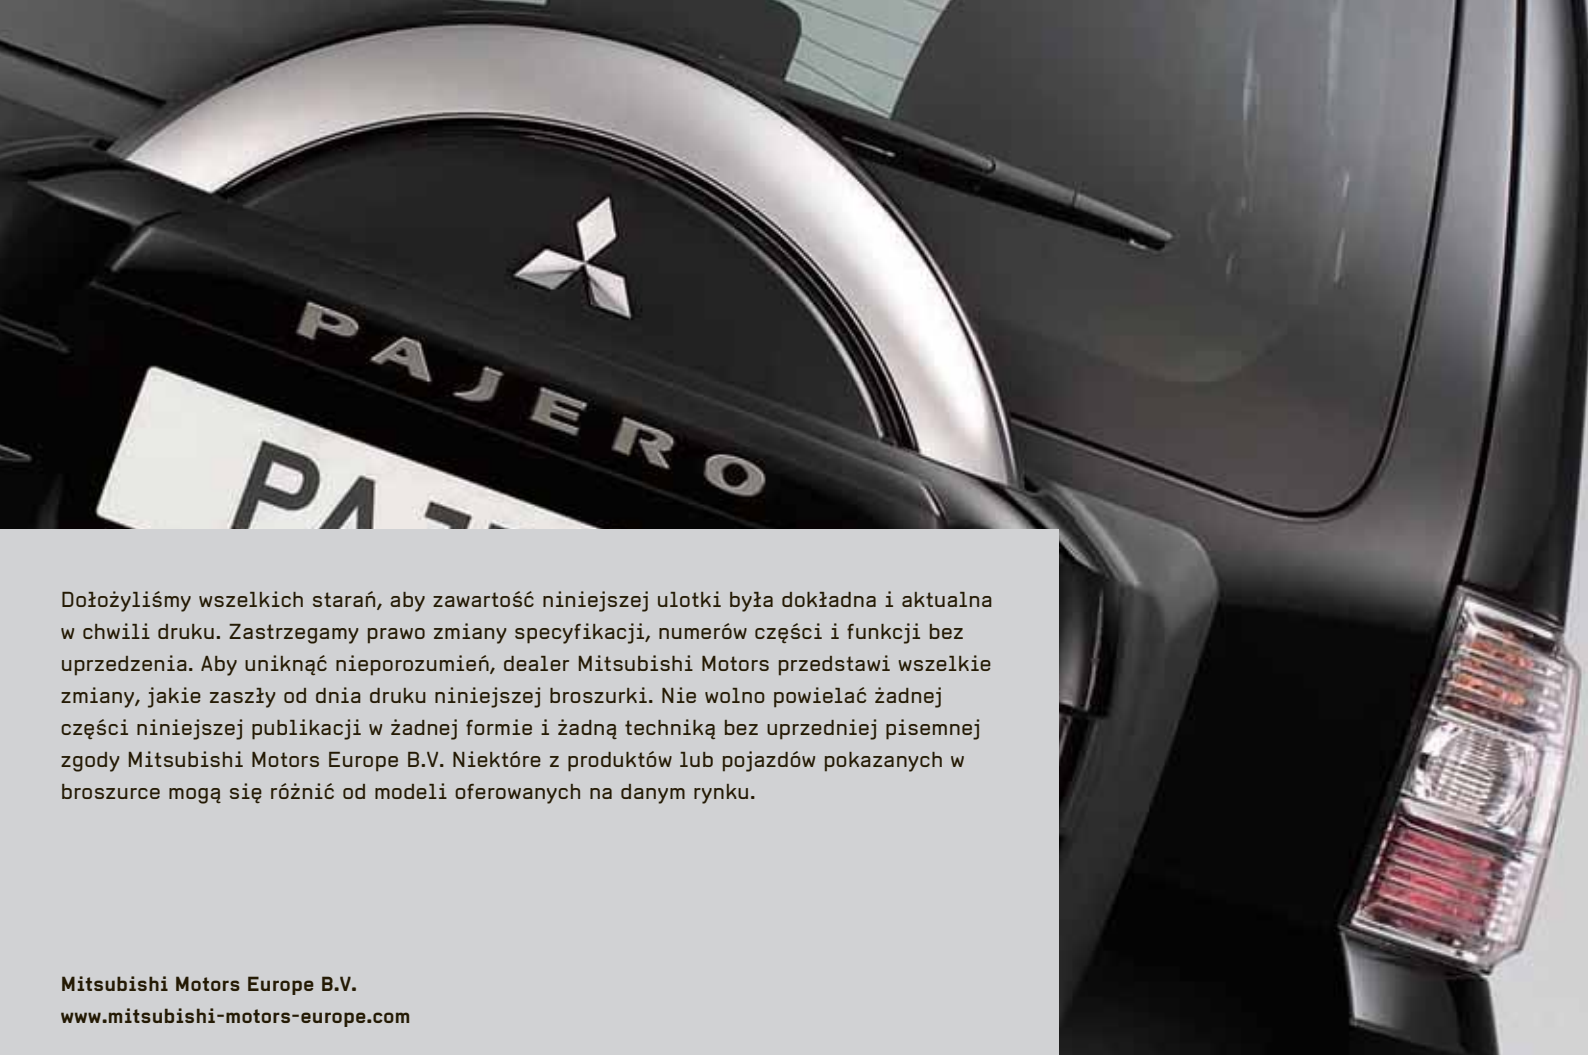 PAJERO
Dołożyliśmy wszelkich starań, aby zawartość niniejszej ulotki była dokładna i aktualna
w chwili druku. Zastrzegamy prawo zmiany specyfikacji, numerów części i funkcji bez
uprzedzenia. Aby uniknąć nieporozumień, dealer Mitsubishi Motors przedstawi wszelkie
zmiany, jakie zaszły od dnia druku niniejszej broszurki. Nie wolno powielać żadnej
części niniejszej publikacji w żadnej formie i żadną techniką bez uprzedniej pisemnej
zgody Mitsubishi Motors Europe B.V. Niektóre z produktów lub pojazdów pokazanych w
broszurce mogą się różnić od modeli oferowanych na danym rynku.
Mitsubishi Motors Europe B.V.
www.mitsubishi-motors-europe.com